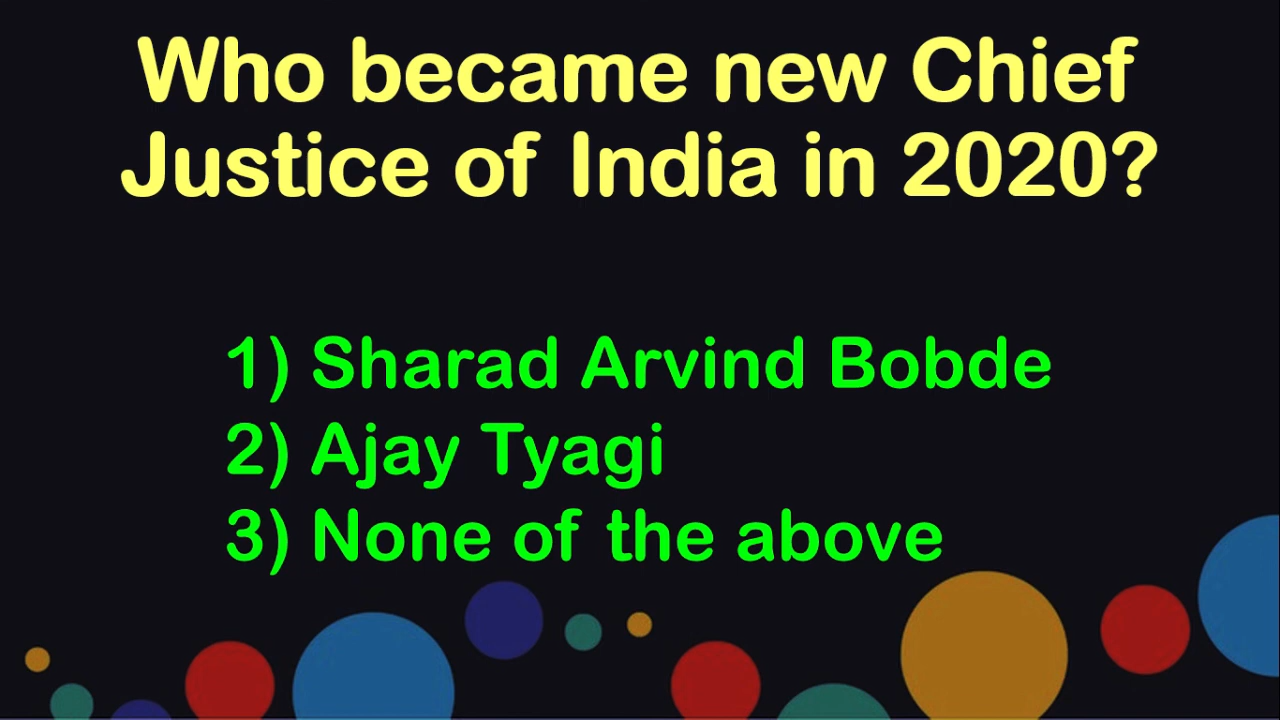 Who became new Chief
Justice of India in 2020?
1) Sharad Arvind Bobde
2) Ajay Tyagi
3) None of the above